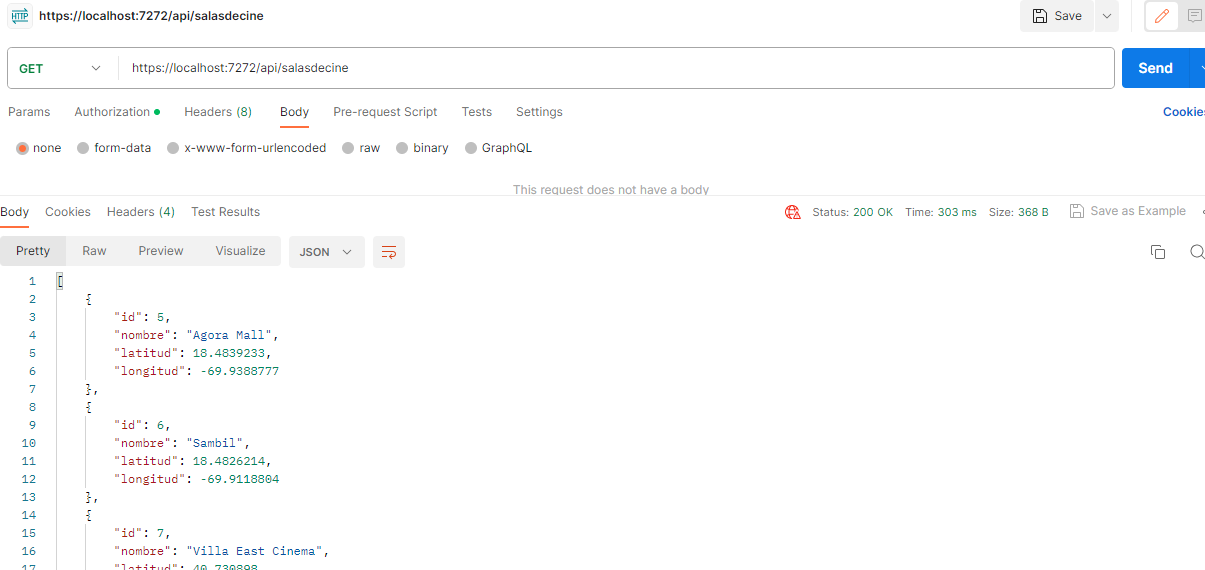 HTTP https://localhost:7272/api/salasdecine Save
GET https://localhost:7272/api/salasdecine Send
Params Authorization Headers (8) Body Pre-request Script Tests Settings Cookies
none form-data x-www-form-urlencoded raw binary GraphQL
This request does not have a body
Body Cookies Headers (4) Test Results Status: 200 OK Time: 303 ms Size: 368 B Save as Example
Pretty Raw Preview Visualize JSON
1 [
2 {
3 "id": 5,
4 "nombre": "Agora Mall",
5 "latitud": 18.4839233,
6 "longitud": -69.9388777
7 },
8 {
9 "id": 6,
10 "nombre": "Sambil",
11 "latitud": 18.4826214,
12 "longitud": -69.9118804
13 },
14 {
15 "id": 7,
16 "nombre": "Villa East Cinema",
17 "latitud": 40.730898,